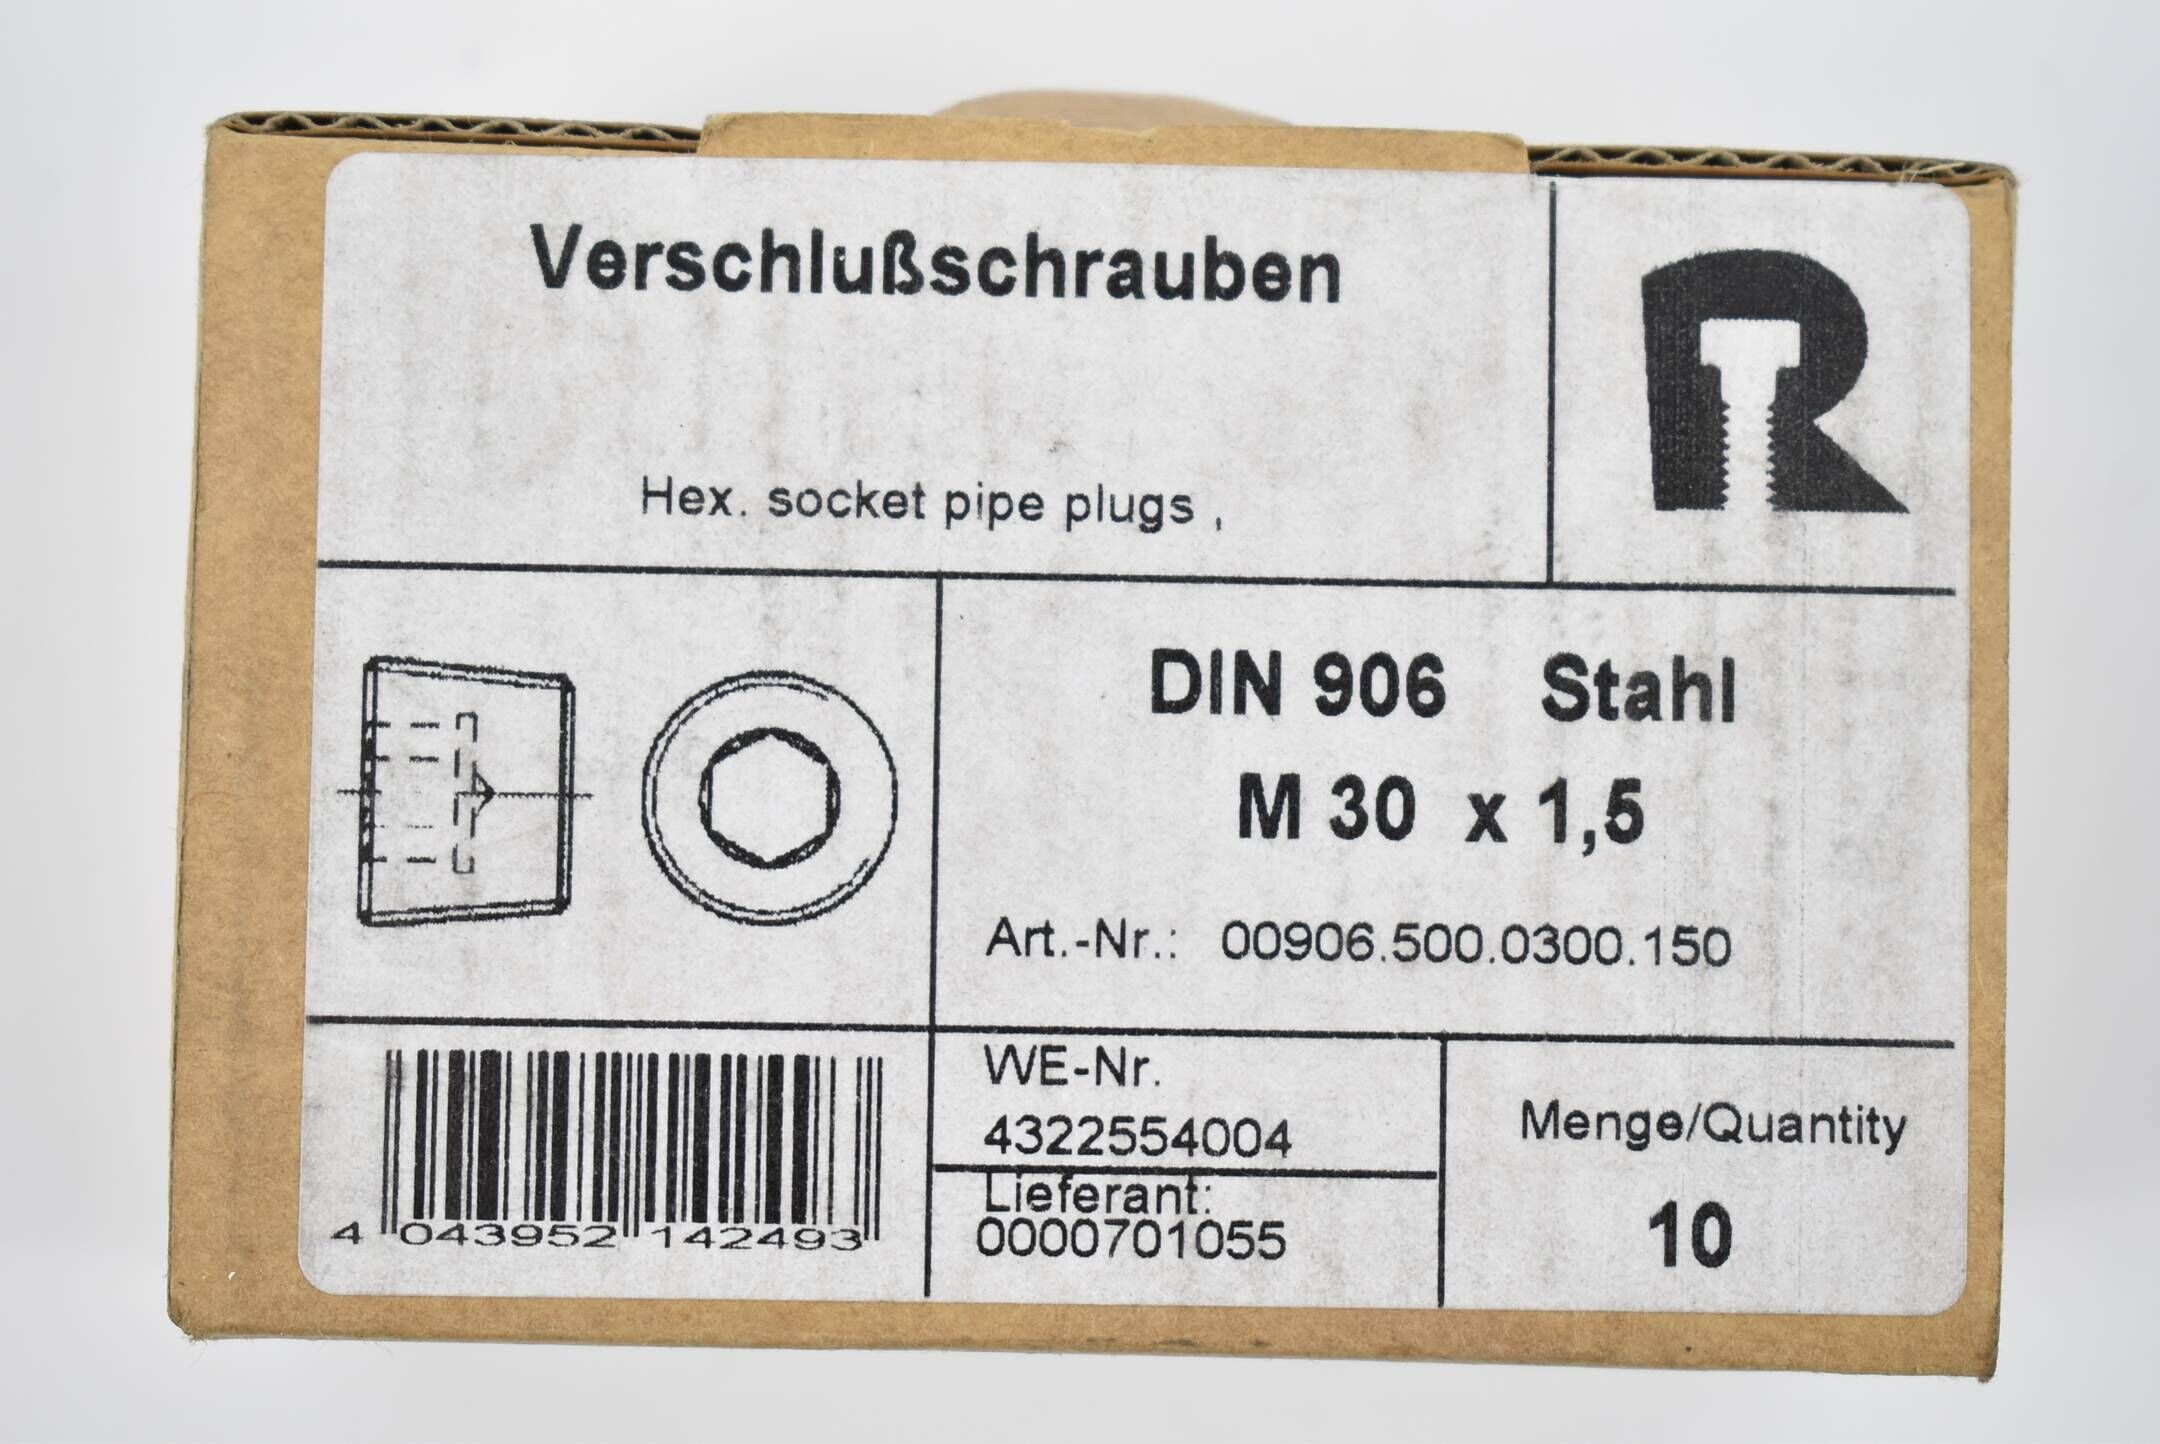 Verschlußschrauben
Hex. socket pipe plugs ,
R
DIN 906 Stahl
M 30 x 1,5
Art.-Nr.: 00906.500.0300.150
4 043952 142493
WE-Nr.
4322554004
Lieferant:
0000701055
Menge/Quantity
10